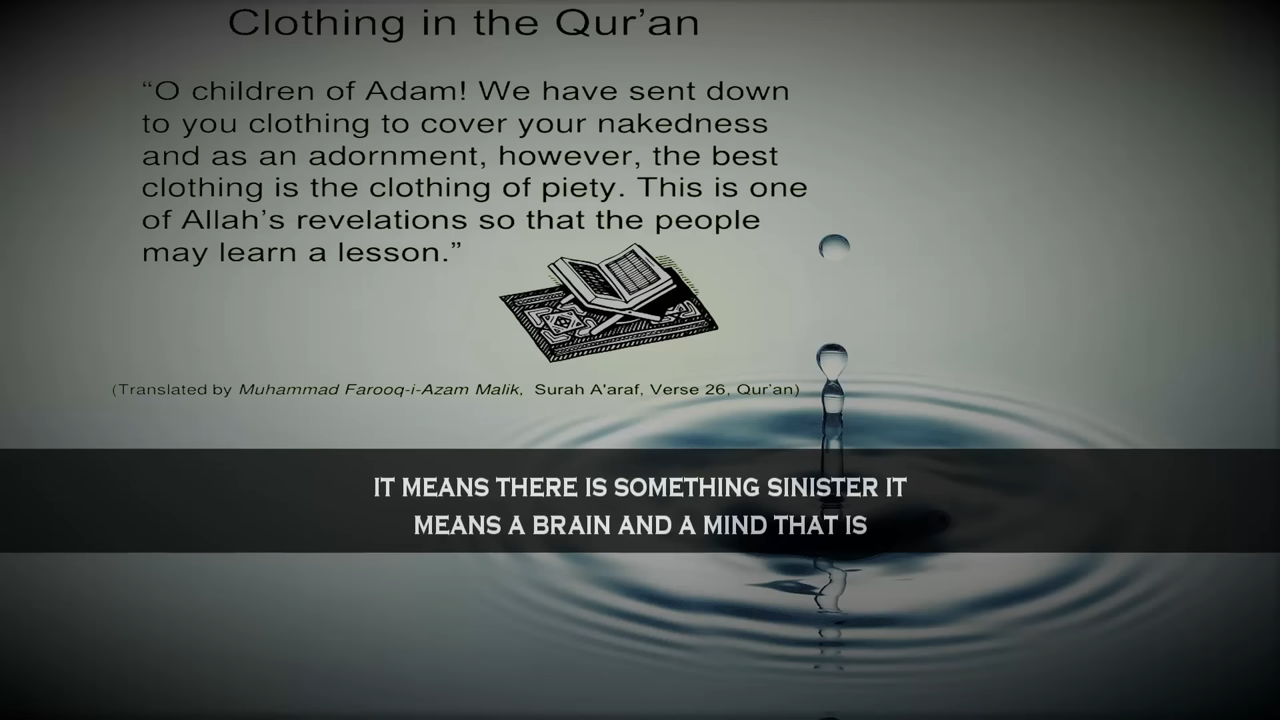 Clothing in the Qur’an
“O children of Adam! We have sent down
to you clothing to cover your nakedness
and as an adornment, however, the best
clothing is the clothing of piety. This is one
of Allah’s revelations so that the people
may learn a lesson.”
(Translated by Muhammad Farooq-i-Azam Malik, Surah A'araf, Verse 26, Qur’an)
IT MEANS THERE IS SOMETHING SINISTER IT
MEANS A BRAIN AND A MIND THAT IS